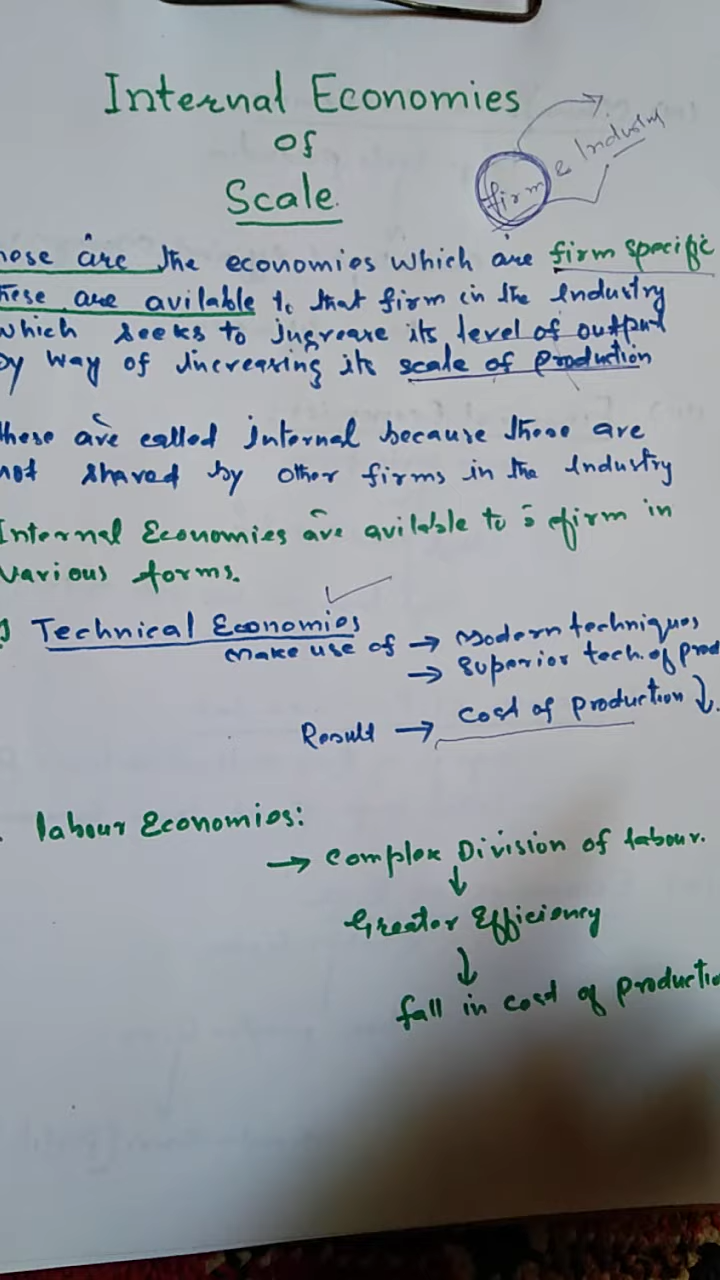 Internal Economies
of
Scale.
firm & Industry
hose are the economies which are firm specific
hese are avilable to that firm in the Industry
which seeks to increase its level of output
by way of increasing its scale of production
these are called internal because these are
not shared by other firms in the Industry
Internal Economies are avilable to a firm in
various forms.
Technical Economies
Make use of → Modern techniques
→ Superior tech. of prod
Result → cost of production ↓.
. labour Economies:
→ Complex Division of labour.
↓
Greater Efficiency
↓
fall in cost of productio